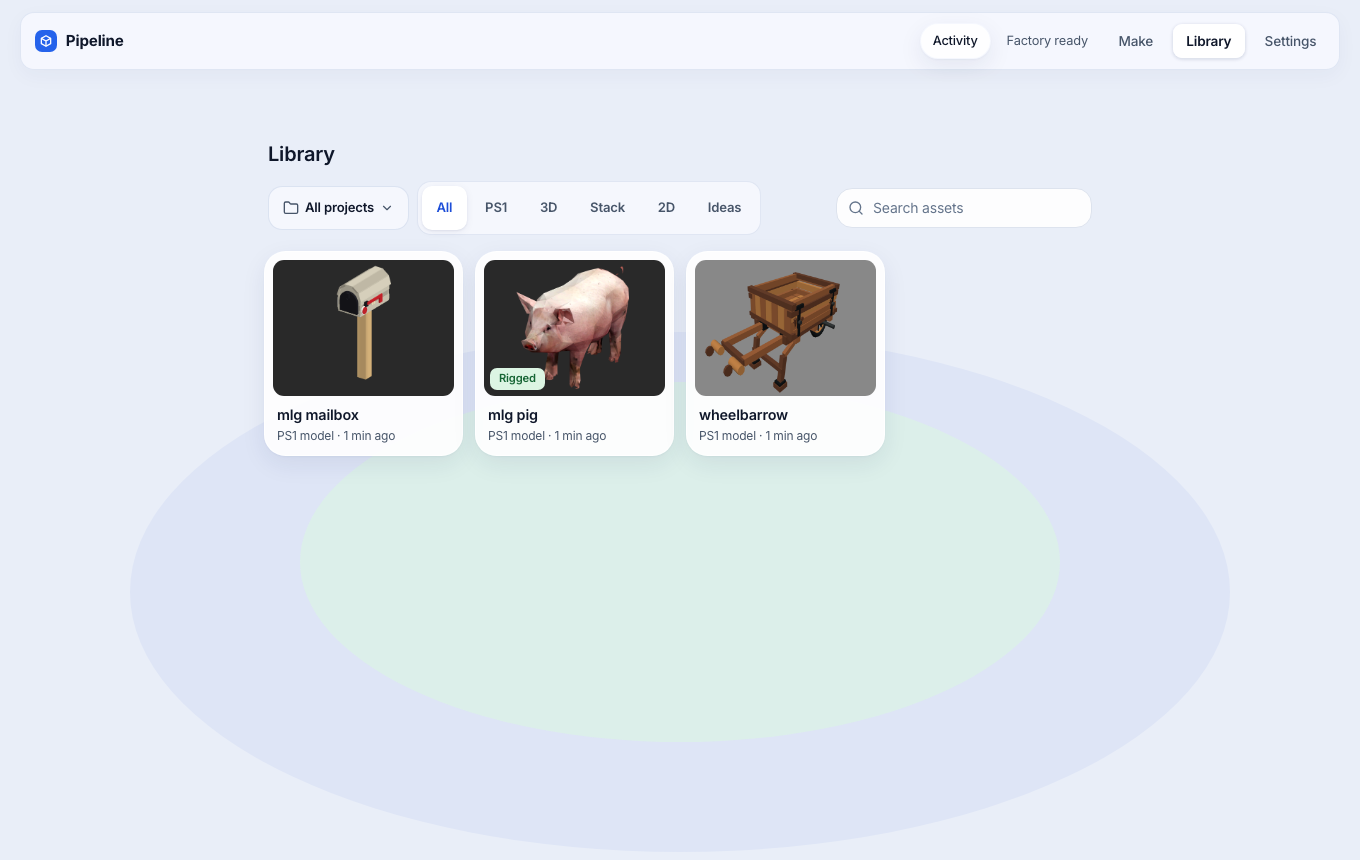 Pipeline
Activity
Factory ready
Make
Library
Settings
Library
All projects
All
PS1
3D
Stack
2D
Ideas
Search assets
Rigged
mlg mailbox
PS1 model · 1 min ago
mlg pig
PS1 model · 1 min ago
wheelbarrow
PS1 model · 1 min ago